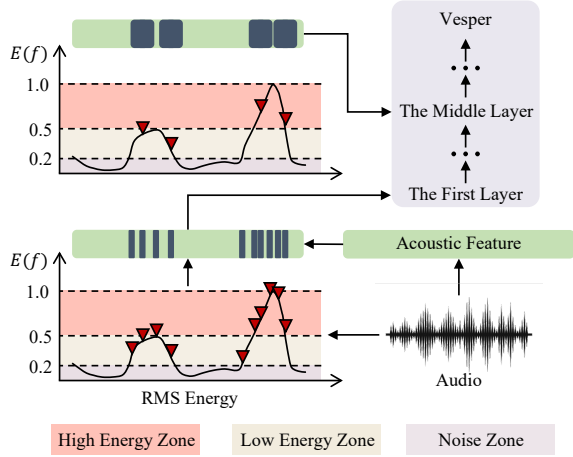 Vesper
E(f)
1.0
• • •
The Middle Layer
0.5
• • •
0.2
The First Layer
Acoustic Feature
E(f)
1.0
0.5
0.2
Audio
RMS Energy
High Energy Zone
Low Energy Zone
Noise Zone